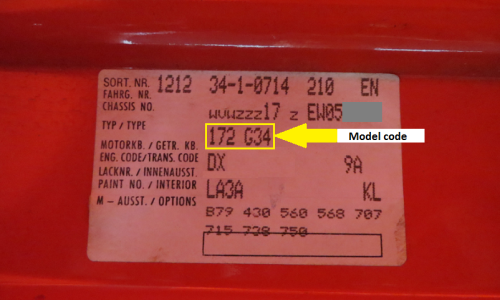 SORT. NR. 1212 34-1-0714 210 EN
FAHRG. NR.
CHASSIS NO. WVWZZZ17 Z EW05
TYP / TYPE 172 G34 Model code
MOTORKB. / GETR. KB.
ENG. CODE/TRANS. CODE DX 9A
LACKNR. / INNENAUSST.
PAINT NO. / INTERIOR LA3A KL
M – AUSST. / OPTIONS B79 430 560 568 707
715 738 750